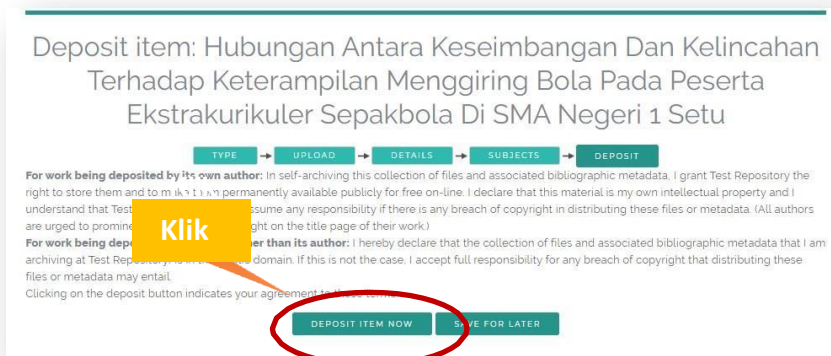 Deposit item: Hubungan Antara Keseimbangan Dan Kelincahan
Terhadap Keterampilan Menggiring Bola Pada Peserta
Ekstrakurikuler Sepakbola Di SMA Negeri 1 Setu
TYPE → UPLOAD → DETAILS → SUBJECTS → DEPOSIT
For work being deposited by its own author: In self-archiving this collection of files and associated bibliographic metadata, I grant Test Repository the
right to store them and to make them permanently available publicly for free on-line. I declare that this material is my own intellectual property and I
understand that Test assume any responsibility if there is any breach of copyright in distributing these files or metadata. (All authors
are urged to on the title page of their work.)
For work being than its author: I hereby declare that the collection of files and associated bibliographic metadata that I am
archiving at Test domain. If this is not the case, I accept full responsibility for any breach of copyright that distributing these
files or metadata may entail.
Clicking on the deposit button indicates your agreement to these
Klik
DEPOSIT ITEM NOW SAVE FOR LATER